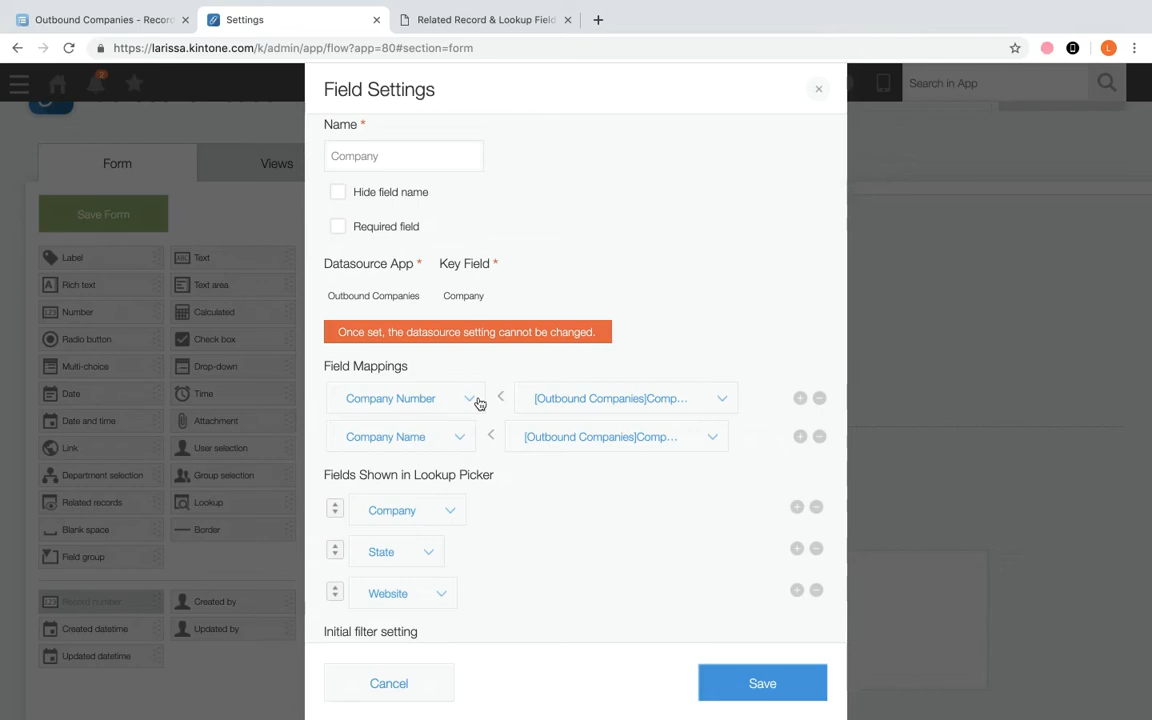 Outbound Companies - Recor
Settings
Related Record & Lookup Field
https://larissa.kintone.com/k/admin/app/flow?app=80#section=form
L
2
Search in App
Field Settings
Name *
Company
Hide field name
Required field
Datasource App *
Key Field *
Outbound Companies
Company
Once set, the datasource setting cannot be changed.
Field Mappings
Company Number
[Outbound Companies]Comp...
Company Name
[Outbound Companies]Comp...
Fields Shown in Lookup Picker
Company
State
Website
Initial filter setting
Cancel
Save
Form
Views
Save Form
Label
Text
Rich text
Text area
Number
Calculated
Radio button
Check box
Multi-choice
Drop-down
Date
Time
Date and time
Attachment
Link
User selection
Department selection
Group selection
Related records
Lookup
Blank space
Border
Field group
Record number
Created by
Created datetime
Updated by
Updated datetime